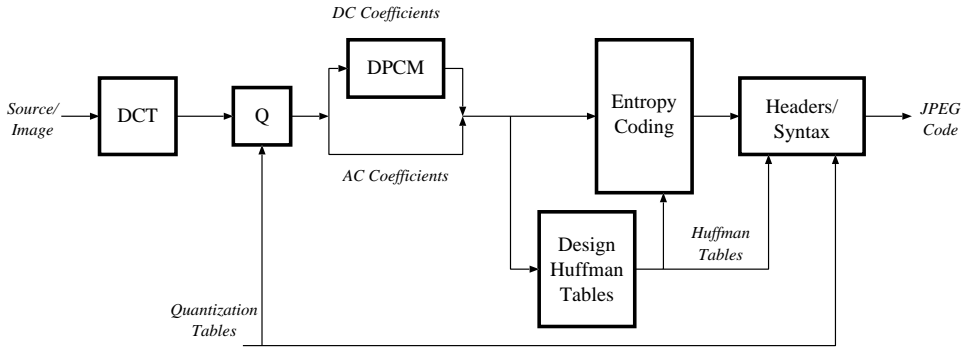 DC Coefficients
DPCM
Source/
Image
DCT
Q
AC Coefficients
Entropy
Coding
Headers/
Syntax
JPEG
Code
Design
Huffman
Tables
Huffman
Tables
Quantization
Tables